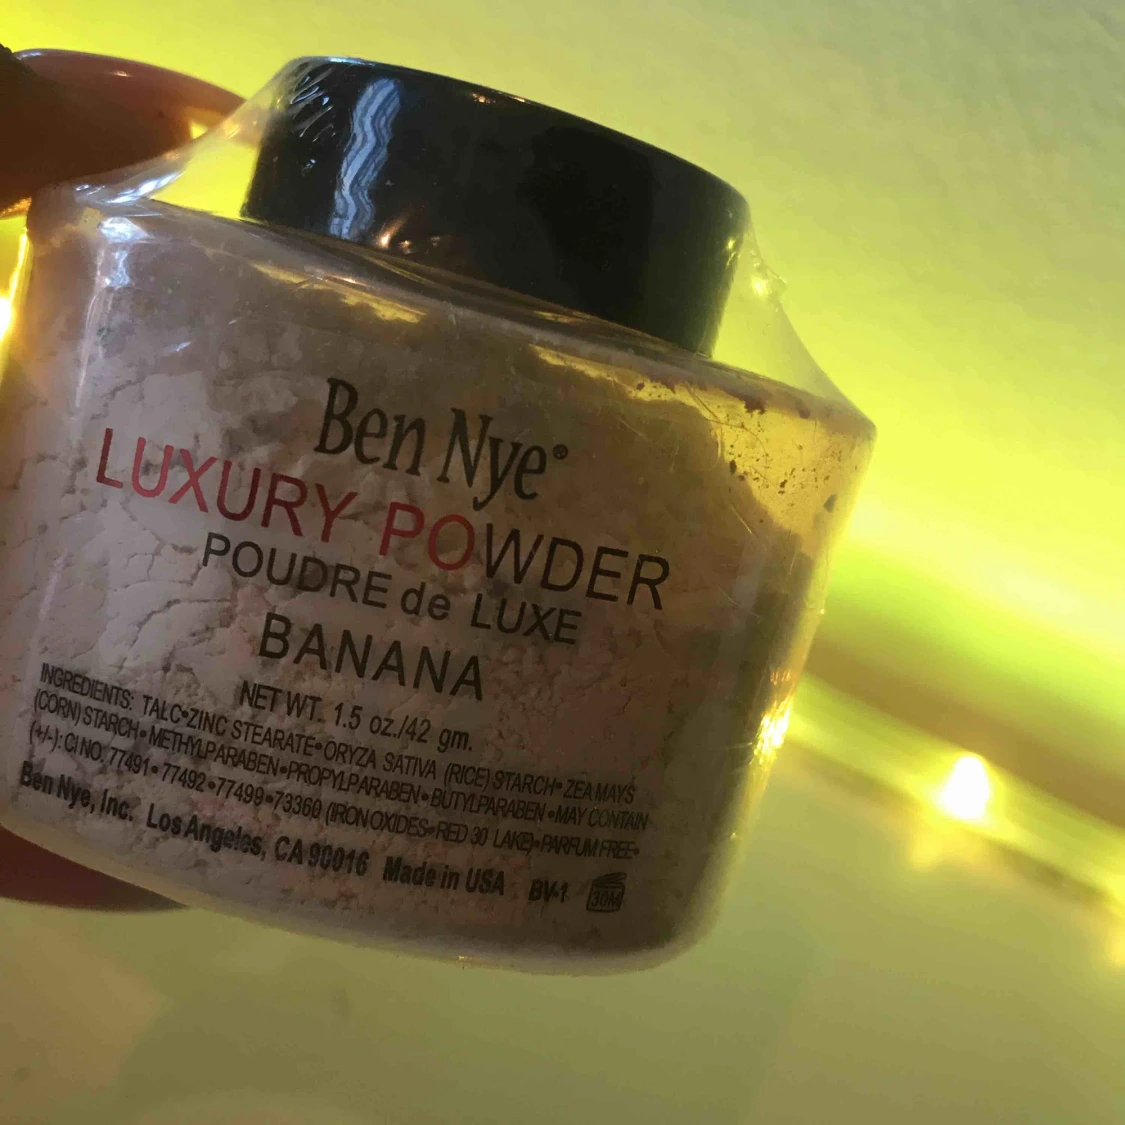 Ben Nye®
LUXURY POWDER
POUDRE de LUXE
BANANA
NET WT. 1.5 oz./42 gm.
INGREDIENTS: TALC•ZINC STEARATE•ORYZA SATIVA (RICE) STARCH•ZEA MAYS
(CORN) STARCH•METHYLPARABEN•PROPYLPARABEN•BUTYLPARABEN•MAY CONTAIN
(+/-): CI NO. 77491•77492•77499•73360 (IRON OXIDES•RED 30 LAKE)•PARFUM FREE•
Ben Nye, Inc. Los Angeles, CA 90016 Made in USA BV-1 30M